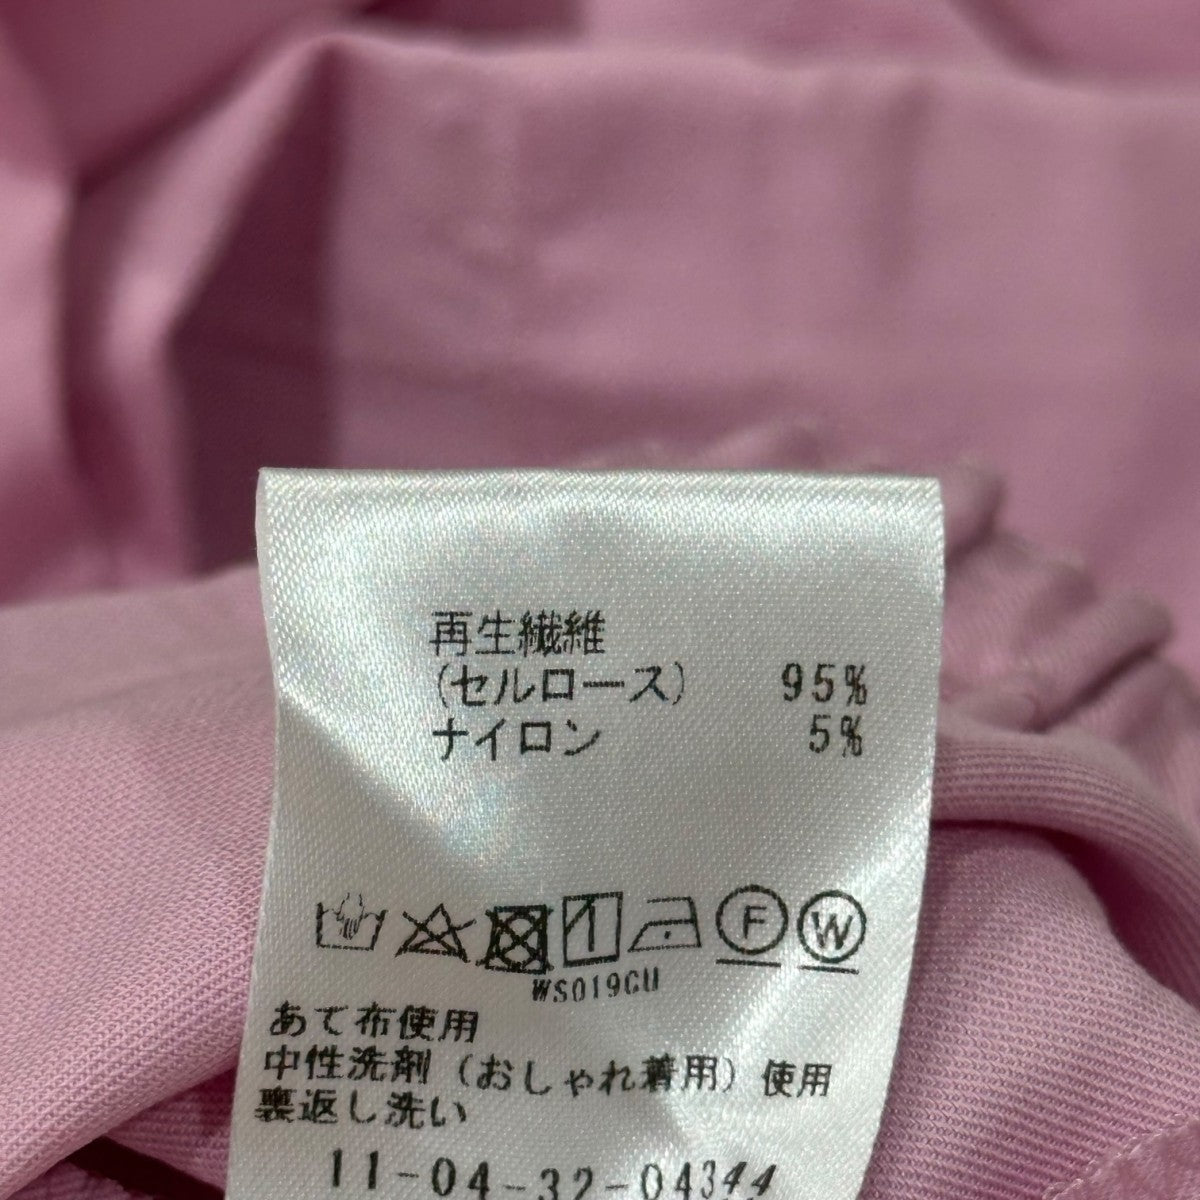 再生繊維
(セルロース) 95%
ナイロン 5%
F W
WS019CU
あて布使用
中性洗剤(おしゃれ着用)使用
裏返し洗い
11-04-32-04344